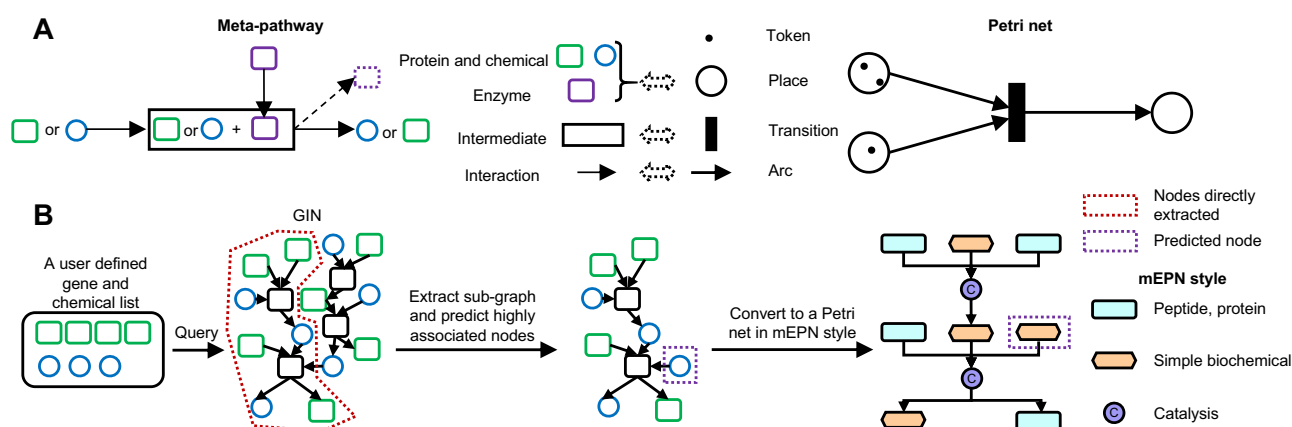 A
Meta-pathway
Petri net
Protein and chemical
Token
Enzyme
Place
or
or
+
or
Intermediate
Transition
Interaction
Arc
B
GIN
Nodes directly
extracted
Predicted node
A user defined
gene and
chemical list
Query
Extract sub-graph
and predict highly
associated nodes
Convert to a Petri
net in mEPN style
C
C
mEPN style
Peptide, protein
Simple biochemical
C
Catalysis